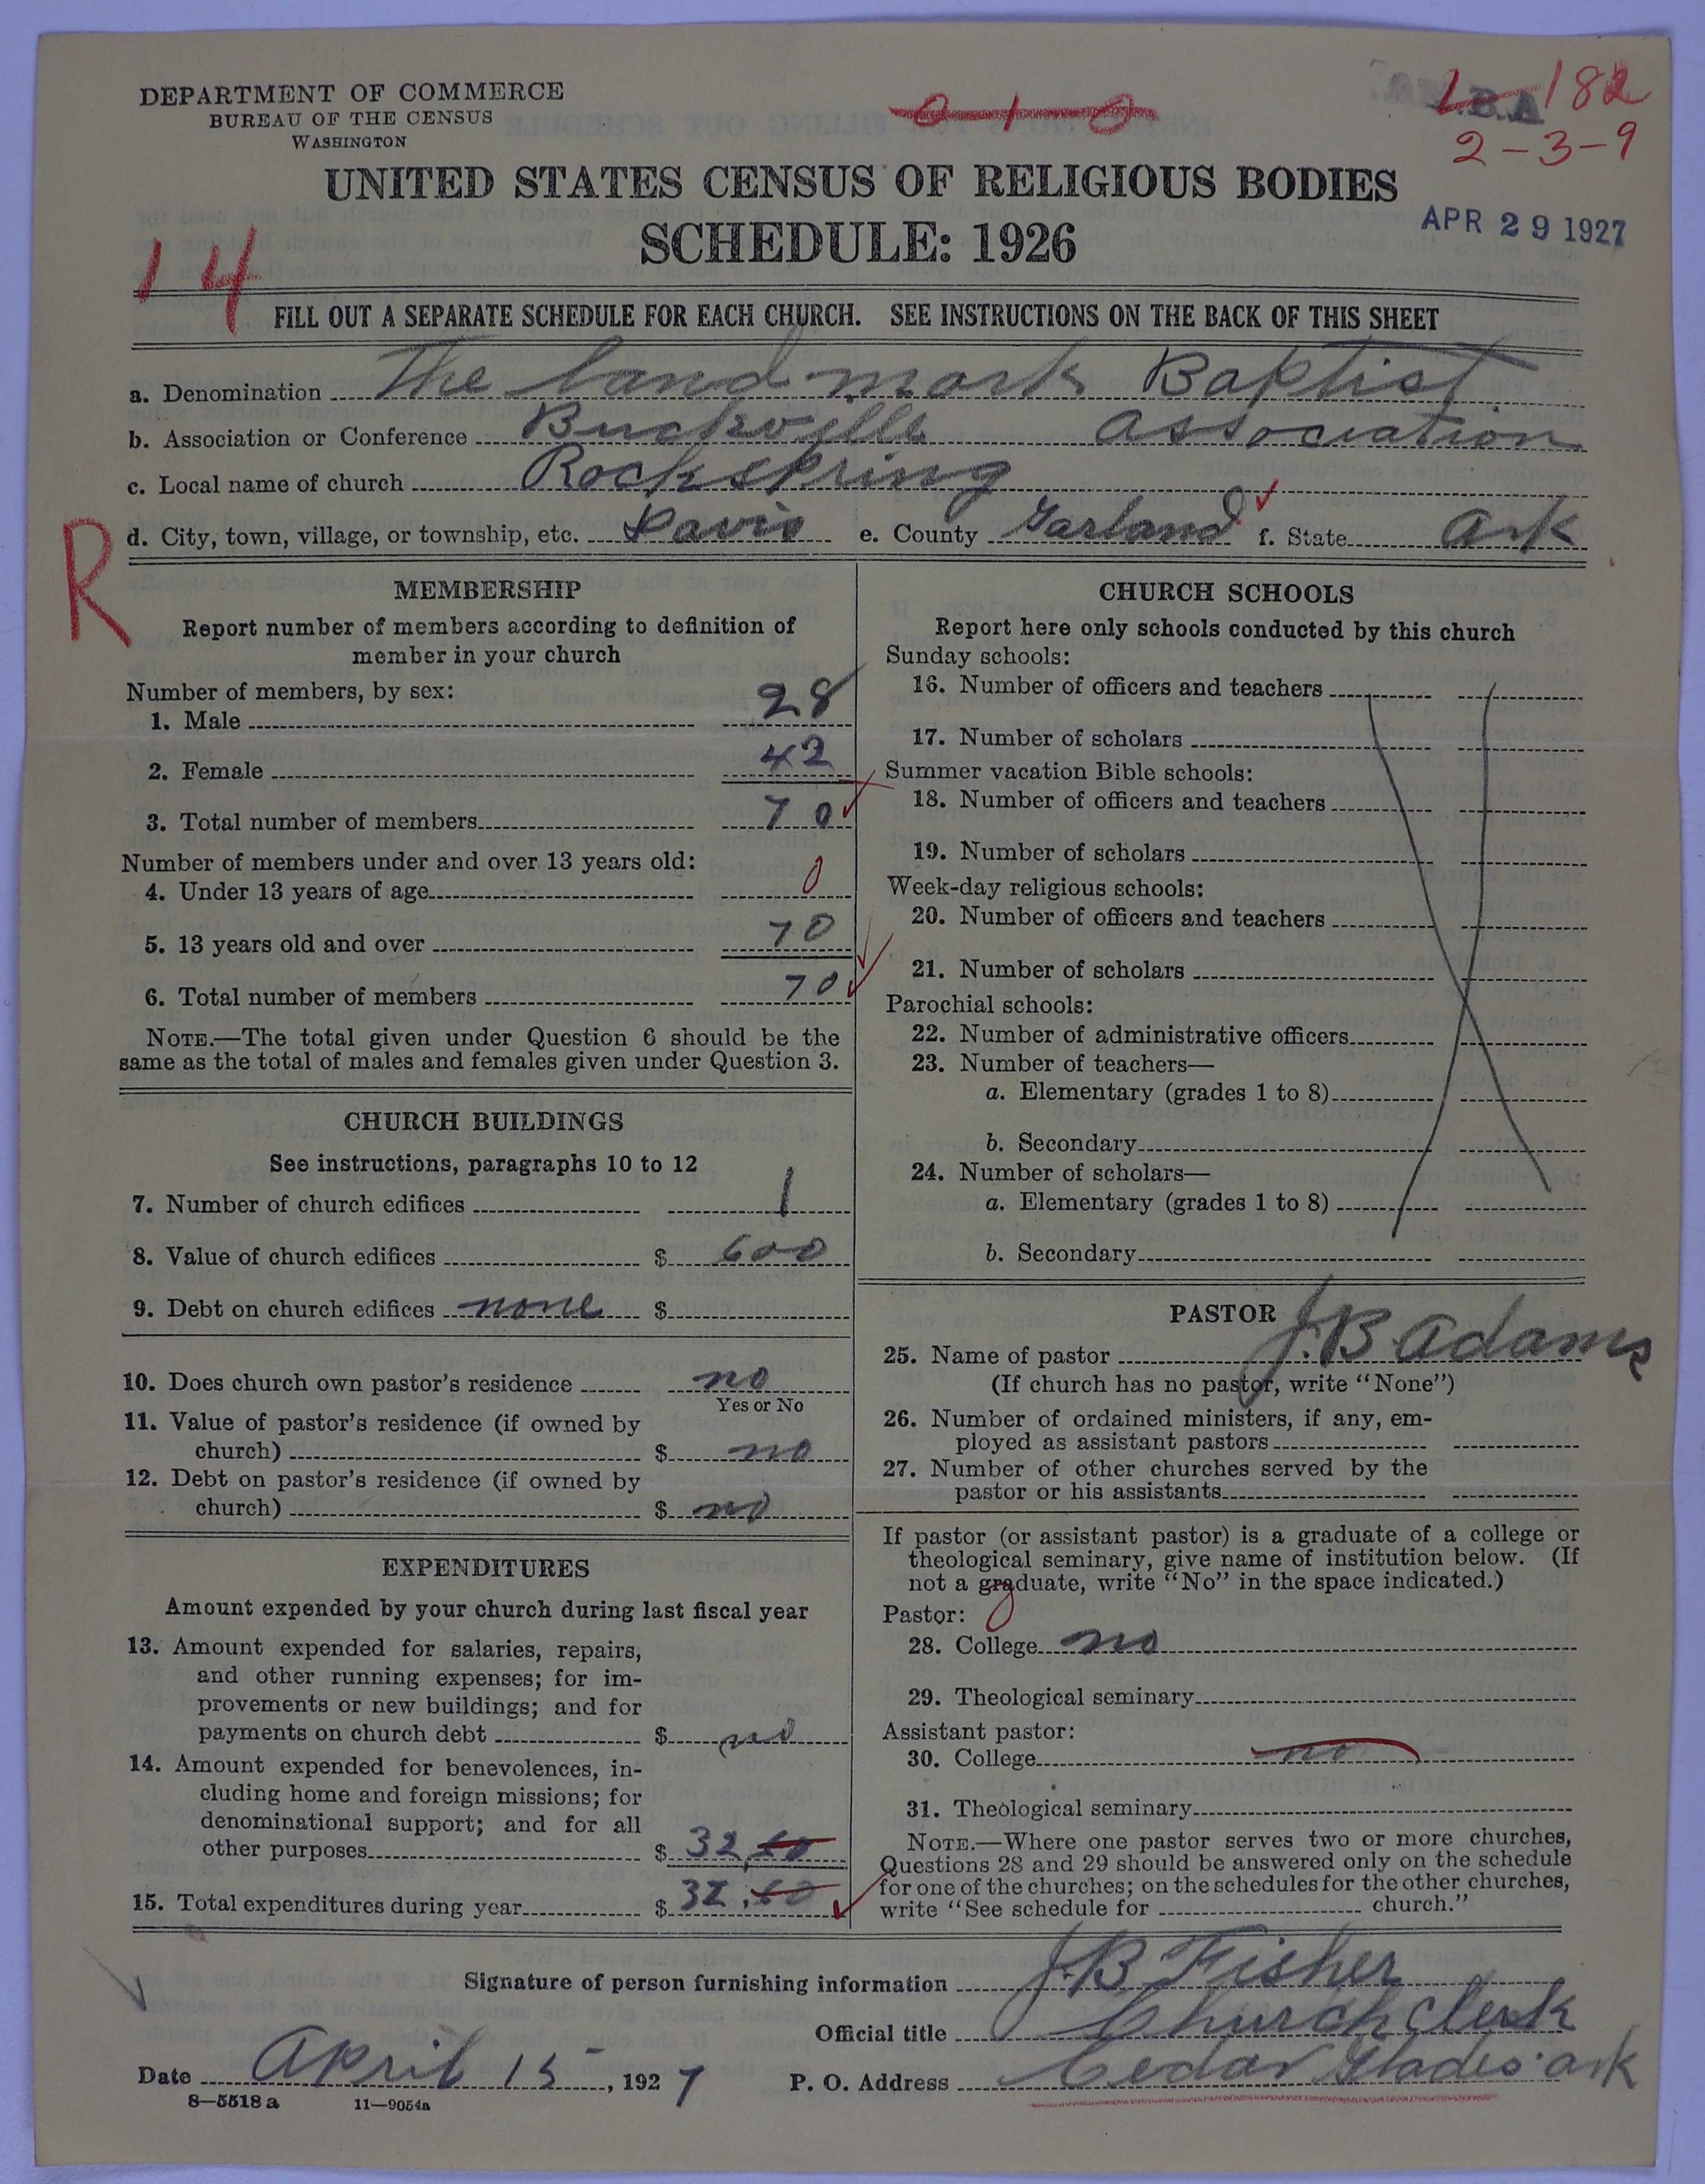 DEPARTMENT OF COMMERCE
BUREAU OF THE CENSUS
WASHINGTON
0-1-0
L.B.A 182
2-3-9
UNITED STATES CENSUS OF RELIGIOUS BODIES
SCHEDULE: 1926
APR 29 1927
14
FILL OUT A SEPARATE SCHEDULE FOR EACH CHURCH. SEE INSTRUCTIONS ON THE BACK OF THIS SHEET
a. Denomination The land mark Baptist
b. Association or Conference Buckville association
c. Local name of church Rockspring
d. City, town, village, or township, etc. Davis e. County Garland f. State Ark
R
MEMBERSHIP
Report number of members according to definition of
member in your church
Number of members, by sex:
1. Male 28
2. Female 42
3. Total number of members 70
Number of members under and over 13 years old:
4. Under 13 years of age 0
5. 13 years old and over 70
6. Total number of members 70
NOTE.—The total given under Question 6 should be the
same as the total of males and females given under Question 3.
CHURCH BUILDINGS
See instructions, paragraphs 10 to 12
7. Number of church edifices 1
8. Value of church edifices $ 600
9. Debt on church edifices none $
10. Does church own pastor's residence no
Yes or No
11. Value of pastor's residence (if owned by
church) $ no
12. Debt on pastor's residence (if owned by
church) $ no
EXPENDITURES
Amount expended by your church during last fiscal year
13. Amount expended for salaries, repairs,
and other running expenses; for im-
provements or new buildings; and for
payments on church debt $ no
14. Amount expended for benevolences, in-
cluding home and foreign missions; for
denominational support; and for all
other purposes $ 32,60
15. Total expenditures during year $ 32.60
CHURCH SCHOOLS
Report here only schools conducted by this church
Sunday schools:
16. Number of officers and teachers
17. Number of scholars
Summer vacation Bible schools:
18. Number of officers and teachers
19. Number of scholars
Week-day religious schools:
20. Number of officers and teachers
21. Number of scholars
Parochial schools:
22. Number of administrative officers
23. Number of teachers—
a. Elementary (grades 1 to 8)
b. Secondary
24. Number of scholars—
a. Elementary (grades 1 to 8)
b. Secondary
PASTOR
25. Name of pastor J.B Adams
(If church has no pastor, write "None")
26. Number of ordained ministers, if any, em-
ployed as assistant pastors
27. Number of other churches served by the
pastor or his assistants
If pastor (or assistant pastor) is a graduate of a college or
theological seminary, give name of institution below. (If
not a graduate, write "No" in the space indicated.)
Pastor: 0
28. College no
29. Theological seminary
Assistant pastor:
30. College no
31. Theological seminary
NOTE.—Where one pastor serves two or more churches,
Questions 28 and 29 should be answered only on the schedule
for one of the churches; on the schedules for the other churches,
write "See schedule for church."
Signature of person furnishing information J.B Fisher
Official title Church Clerk
Date April 15, 1927 P. O. Address Cedar Glades ark
8—5518 a 11—9054a